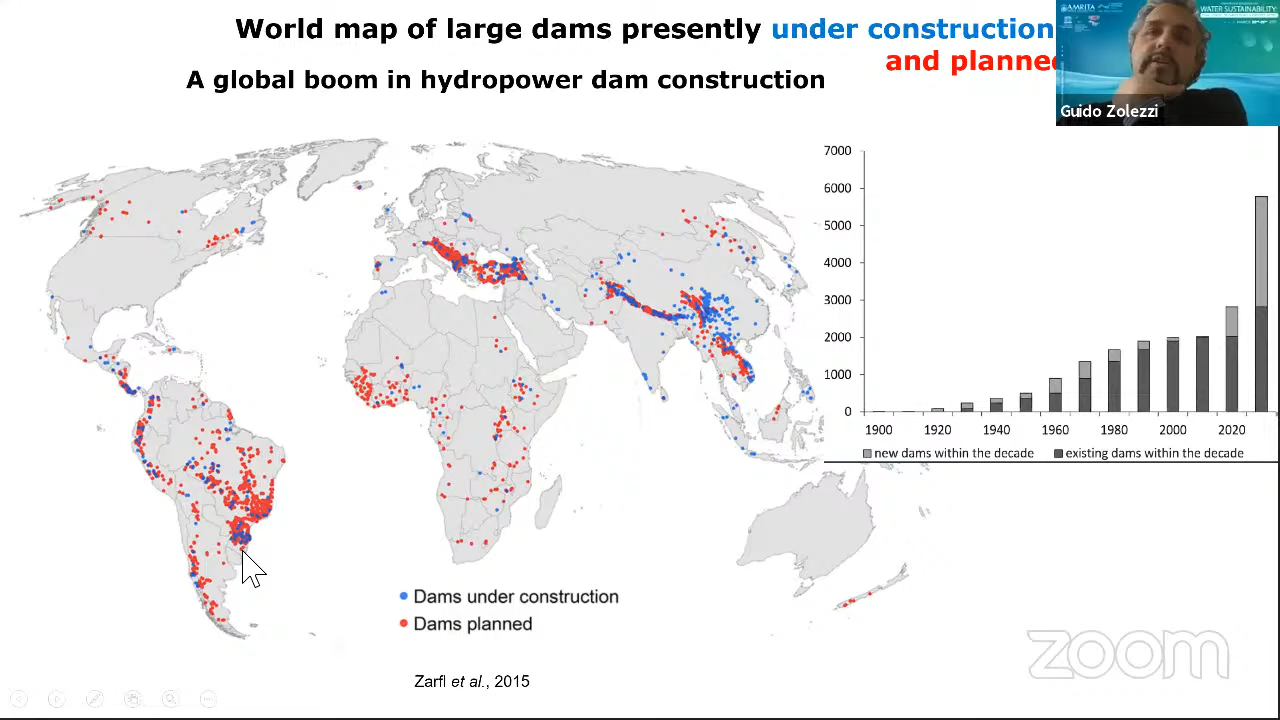 World map of large dams presently under construction
and planne
A global boom in hydropower dam construction
AMRITA
WATER SUSTAINABILITY
Guido Zolezzi
7000
6000
5000
4000
3000
2000
1000
0
1900 1920 1940 1960 1980 2000 2020
new dams within the decade existing dams within the decade
Dams under construction
Dams planned
Zarfl et al., 2015
zoom